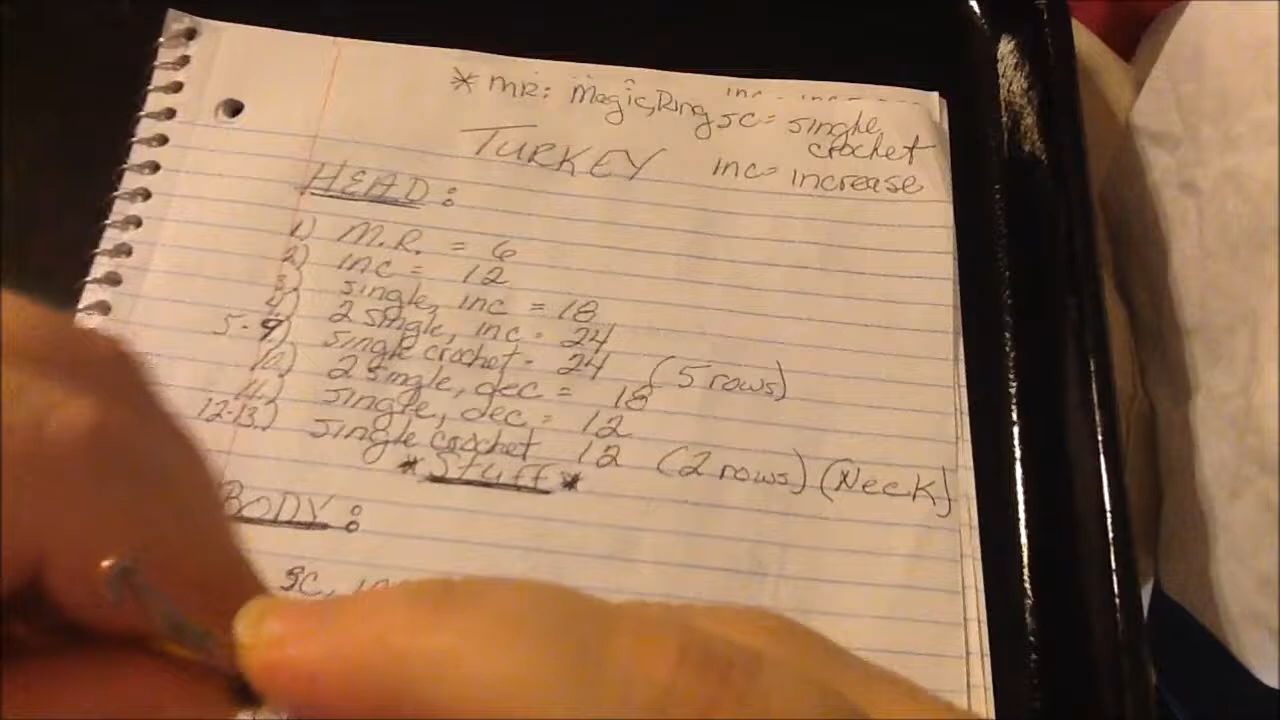 * MR: Magic Ring sc = single
crochet
TURKEY inc = increase
HEAD:
1) M.R. = 6
2) inc = 12
3) single, inc = 18
4) 2 single, inc = 24
5-9) single crochet = 24 (5 rows)
10) 2 single, dec = 18
11.) single, dec = 12
12-13.) single crochet 12 (2 rows) (Neck)
*Stuff*
BODY:
SC,